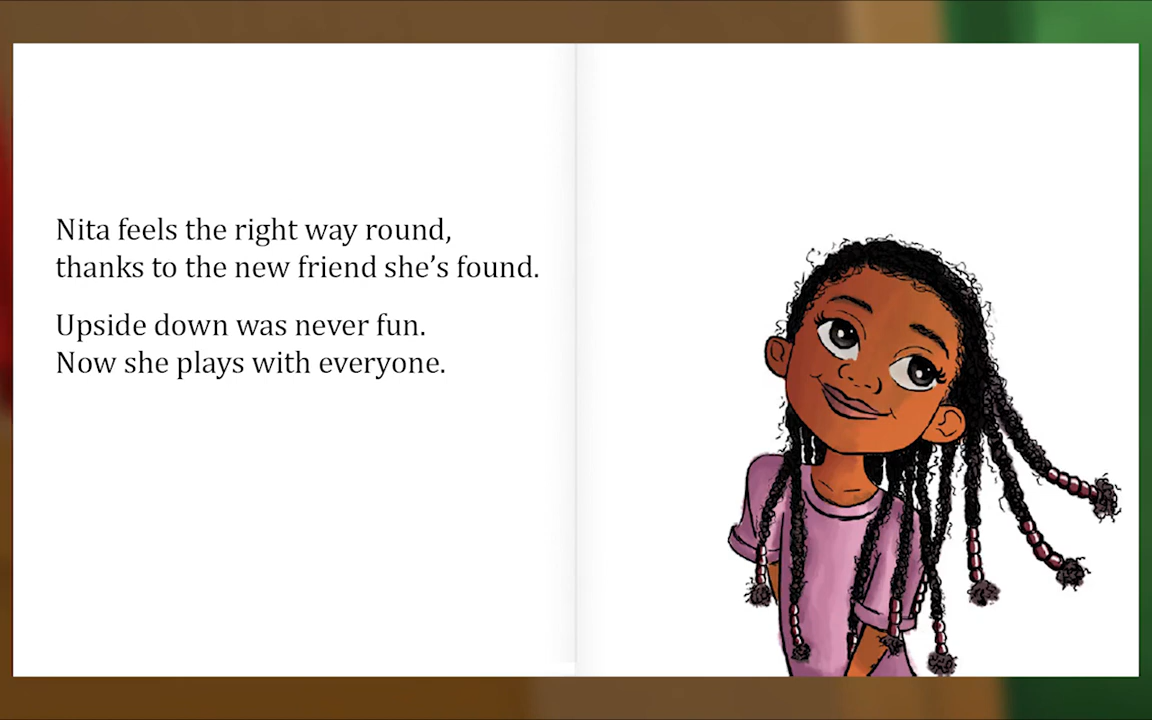 Nita feels the right way round,
thanks to the new friend she’s found.
Upside down was never fun.
Now she plays with everyone.